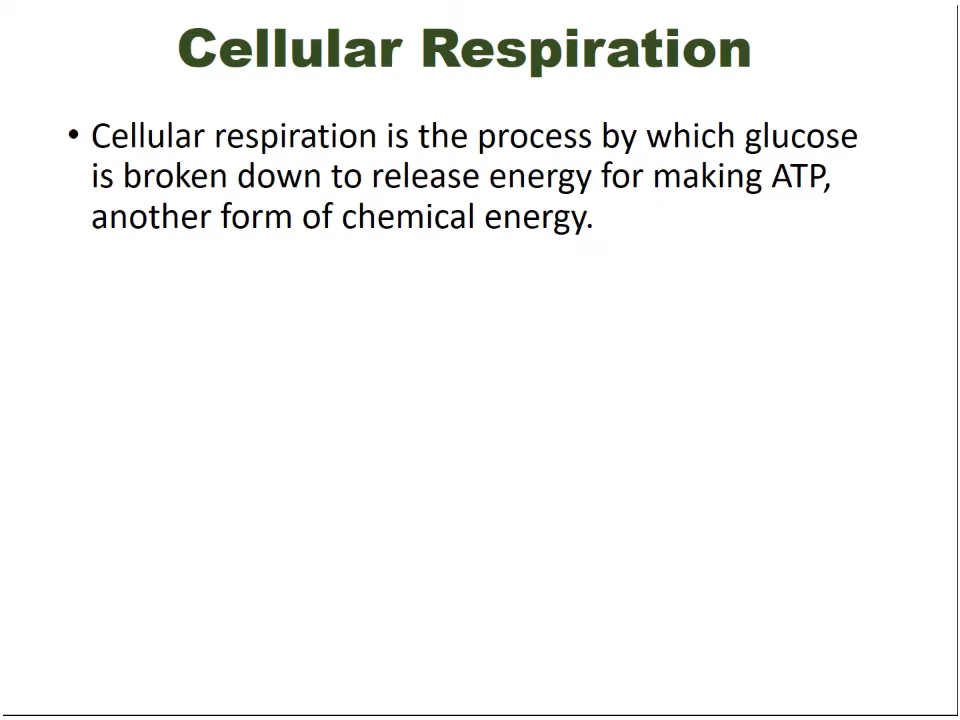 Cellular Respiration
• Cellular respiration is the process by which glucose
is broken down to release energy for making ATP,
another form of chemical energy.